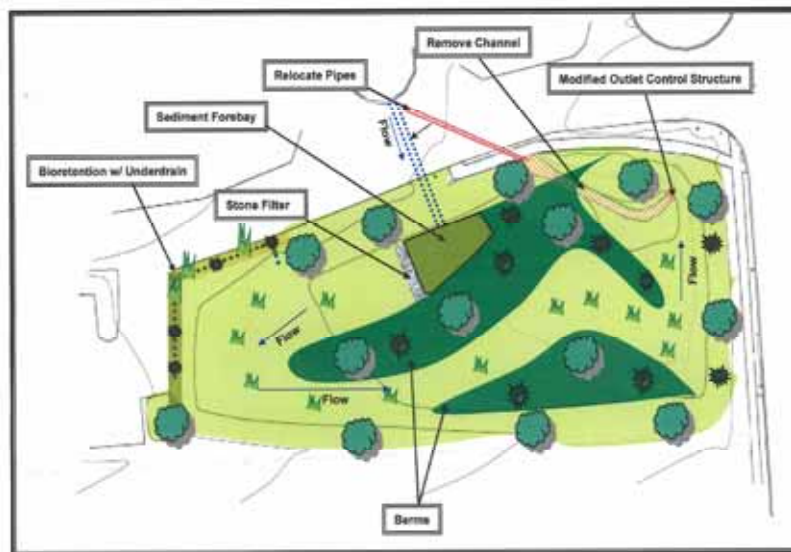 Remove Channel
Relocate Pipes
Modified Outlet Control Structure
Sediment Forebay
Flow
Bioretention w/ Underdrain
Stone Filter
Flow
Flow
Flow
Berms